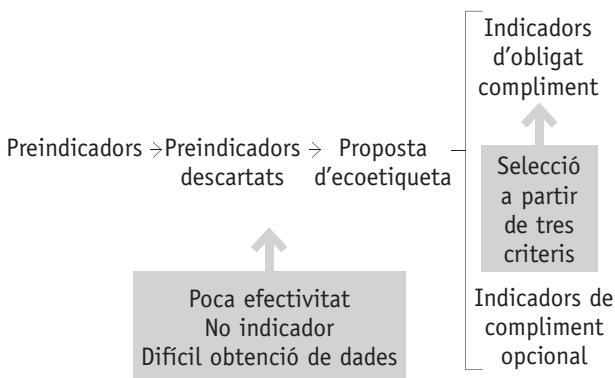 Preindicadors
Preindicadors
descartats
Proposta
d'ecoetiqueta
Indicadors
d'obligat
compliment
Selecció
a partir
de tres
criteris
Indicadors de
compliment
opcional
Poca efectivitat
No indicador
Difícil obtenció de dades